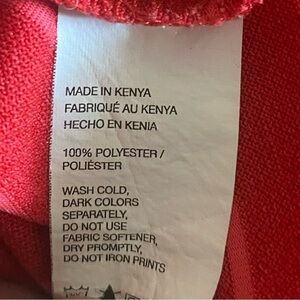 MADE IN KENYA
FABRIQUÉ AU KENYA
HECHO EN KENIA
100% POLYESTER /
POLIÉSTER
WASH COLD,
DARK COLORS
SEPARATELY,
DO NOT USE
FABRIC SOFTENER,
DRY PROMPTLY,
DO NOT IRON PRINTS